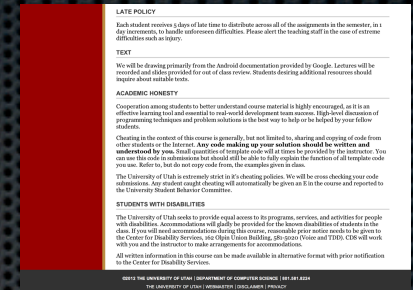 LATE POLICY
Each student receives 5 days of late time to distribute across all of the assignments in the semester, in 1
day increments, to handle unforeseen difficulties. Please alert the teaching staff in the case of extreme
difficulties such as injury.
TEXT
We will be drawing primarily from the Android documentation provided by Google. Lectures will be
recorded and slides provided for out of class review. Students desiring additional resources should
inquire about suitable texts.
ACADEMIC HONESTY
Cooperation among students to better understand course material is highly encouraged, as it is an
effective learning tool and essential to real-world development team success. High-level discussion of
programming techniques and problem solutions is the best way to help or be helped by your fellow
students.
Cheating in the context of this course is generally, but not limited to, sharing and copying of code from
other students or the Internet. Any code making up your solution should be written and
understood by you. Small quantities of template code will at times be provided by the instructor. You
can use this code in submissions but should still be able to fully explain the function of all template code
you use. Refer to, but do not copy code from, the examples given in class.
The University of Utah is extremely strict in it's cheating policies. We will be cross checking your code
submissions. Any student caught cheating will automatically be given an E in the course and reported to
the University Student Behavior Committee.
STUDENTS WITH DISABILITIES
The University of Utah seeks to provide equal access to its programs, services, and activities for people
with disabilities. Accommodations will gladly be provided for the known disabilities of students in the
class. If you will need accommodations during this course, reasonable prior notice needs to be given to
the Center for Disability Services, 162 Olpin Union Building, 581-5020 (Voice and TDD). CDS will work
with you and the instructor to make arrangements for accommodations.
All written information in this course can be made available in alternative format with prior notification
to the Center for Disability Services.
©2012 THE UNIVERSITY OF UTAH | DEPARTMENT OF COMPUTER SCIENCE | 801.581.8224
THE UNIVERSITY OF UTAH | WEBMASTER | DISCLAIMER | PRIVACY